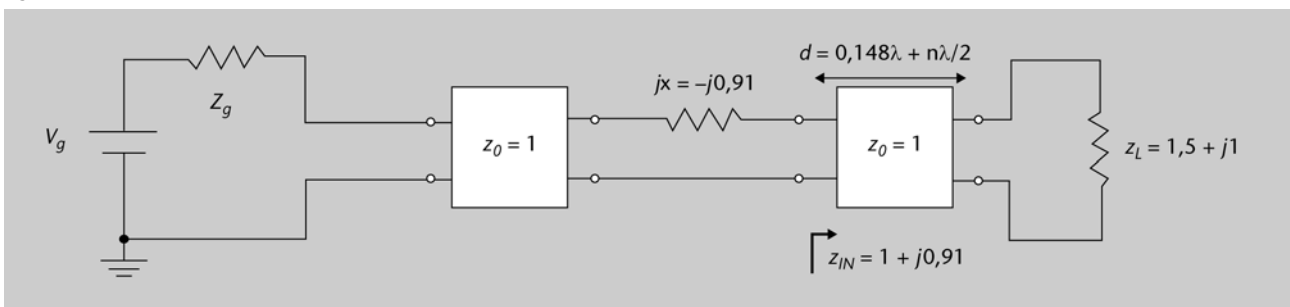 d = 0,148λ + nλ/2
jx = –j0,91
Z_g
V_g
z_0 = 1
z_0 = 1
z_L = 1,5 + j1
z_IN = 1 + j0,91